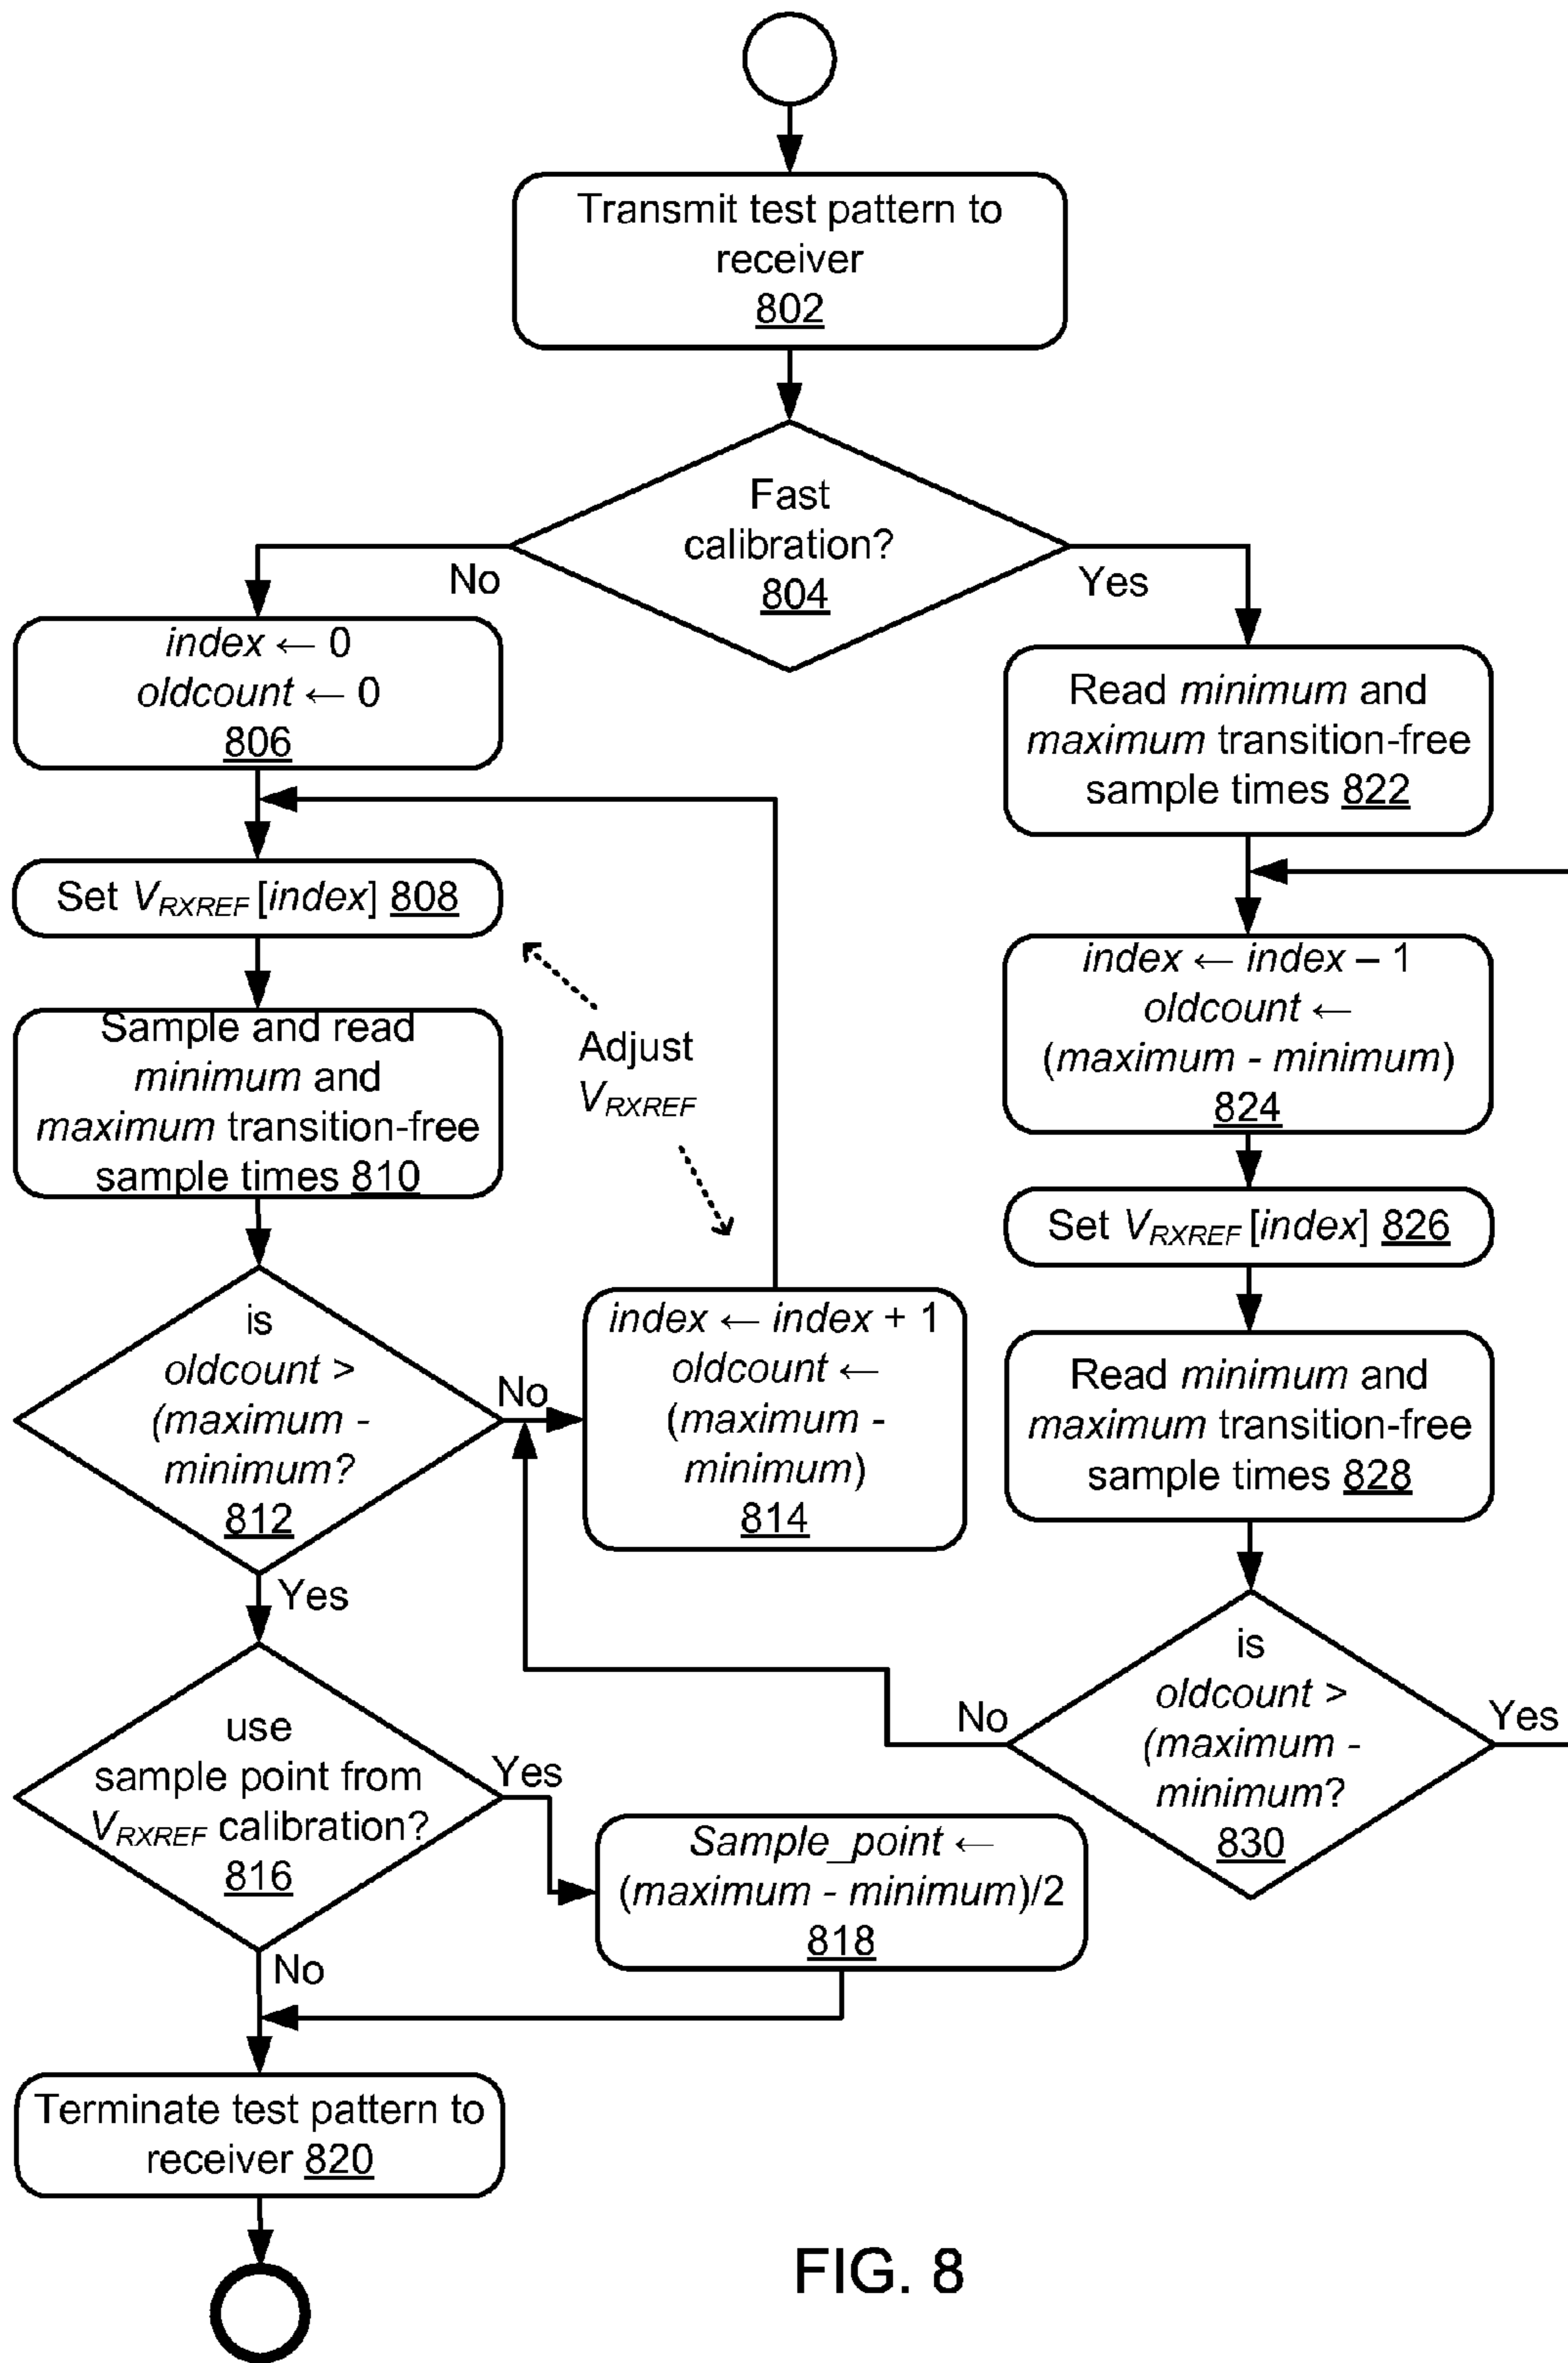 Transmit test pattern to
receiver
802
Fast
calibration?
804
No
Yes
index ← 0
oldcount ← 0
806
Read minimum and
maximum transition-free
sample times 822
Set VRXREF [index] 808
index ← index – 1
oldcount ←
(maximum - minimum)
824
Sample and read
minimum and
maximum transition-free
sample times 810
Adjust
VRXREF
Set VRXREF [index] 826
is
oldcount >
(maximum -
minimum?
812
No
Yes
index ← index + 1
oldcount ←
(maximum -
minimum)
814
Read minimum and
maximum transition-free
sample times 828
is
oldcount >
(maximum -
minimum?
830
No
Yes
use
sample point from
VRXREF calibration?
816
Yes
No
Sample_point ←
(maximum - minimum)/2
818
Terminate test pattern to
receiver 820
FIG. 8